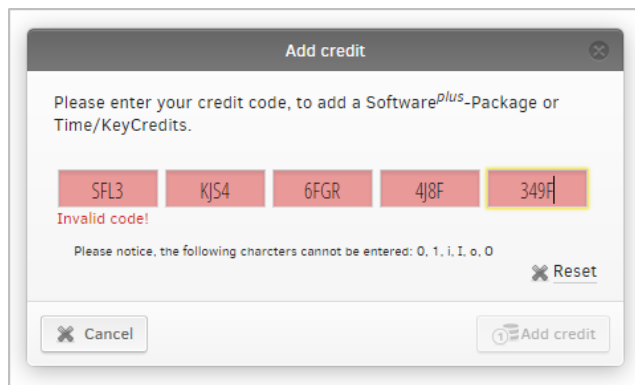 Add credit
Please enter your credit code, to add a Softwareplus-Package or
Time/KeyCredits.
SFL3 KJS4 6FGR 4J8F 349F
Invalid code!
Please notice, the following charcters cannot be entered: 0, 1, i, I, o, O
Reset
Cancel
1 Add credit